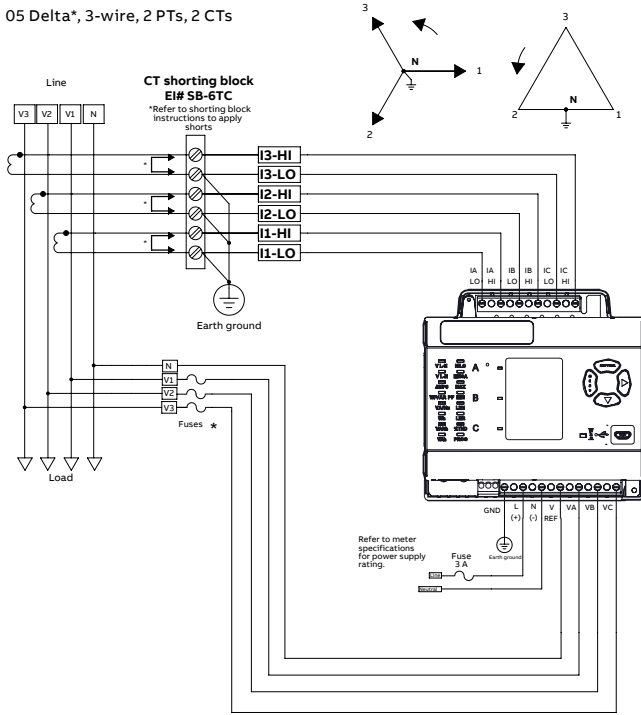 05 Delta*, 3-wire, 2 PTs, 2 CTs
3
N
1
2
3
N
2
1
Line
V3 V2 V1 N
CT shorting block
EI# SB-6TC
*Refer to shorting block
instructions to apply
shorts
*
*
*
I3-HI
I3-LO
I2-HI
I2-LO
I1-HI
I1-LO
Earth ground
IA IA IB IB IC IC
LO HI LO HI LO HI
A
B
C
N
V1
V2
V3
Fuses *
Load
GND L N V VA VB VC
(+) (-) REF
Earth ground
Refer to meter
specifications
for power supply
rating.
Fuse
3 A
Line
Neutral